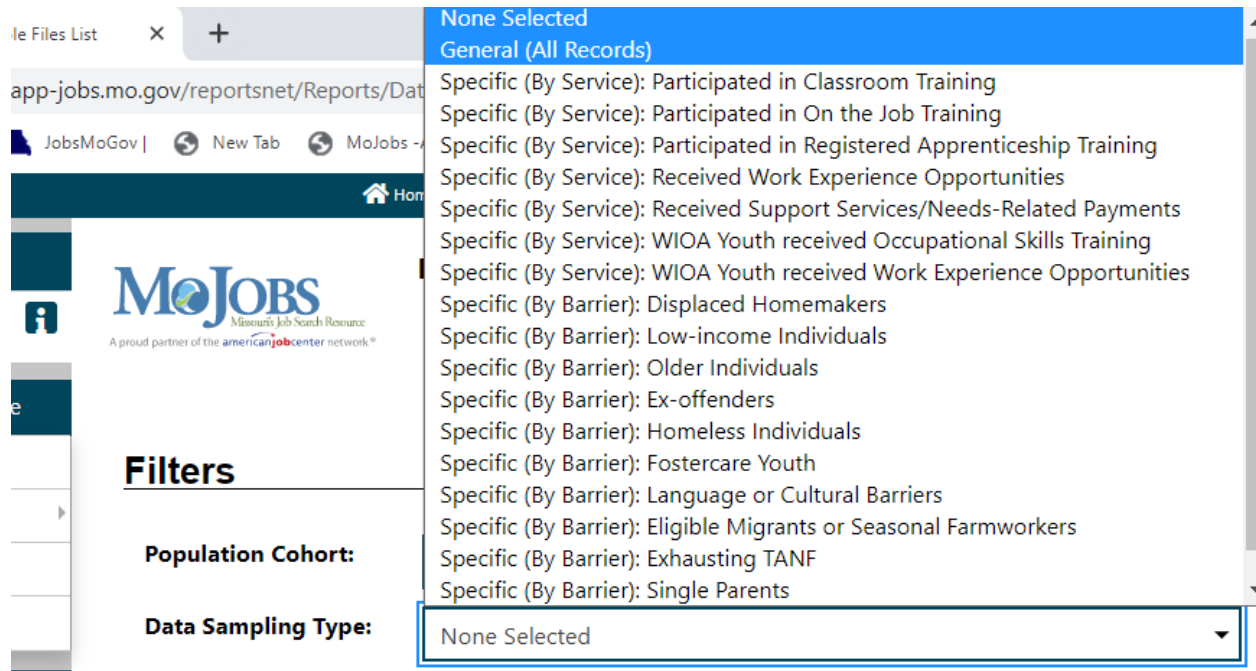 le Files List
app-jobs.mo.gov/reportsnet/Reports/Dat
JobsMoGov | New Tab MoJobs -
Hom
MoJOBS
Missouri's Job Search Resource
A proud partner of the americanjobcenter network®
e
Filters
Population Cohort:
Data Sampling Type:
None Selected
General (All Records)
Specific (By Service): Participated in Classroom Training
Specific (By Service): Participated in On the Job Training
Specific (By Service): Participated in Registered Apprenticeship Training
Specific (By Service): Received Work Experience Opportunities
Specific (By Service): Received Support Services/Needs-Related Payments
Specific (By Service): WIOA Youth received Occupational Skills Training
Specific (By Service): WIOA Youth received Work Experience Opportunities
Specific (By Barrier): Displaced Homemakers
Specific (By Barrier): Low-income Individuals
Specific (By Barrier): Older Individuals
Specific (By Barrier): Ex-offenders
Specific (By Barrier): Homeless Individuals
Specific (By Barrier): Fostercare Youth
Specific (By Barrier): Language or Cultural Barriers
Specific (By Barrier): Eligible Migrants or Seasonal Farmworkers
Specific (By Barrier): Exhausting TANF
Specific (By Barrier): Single Parents
None Selected